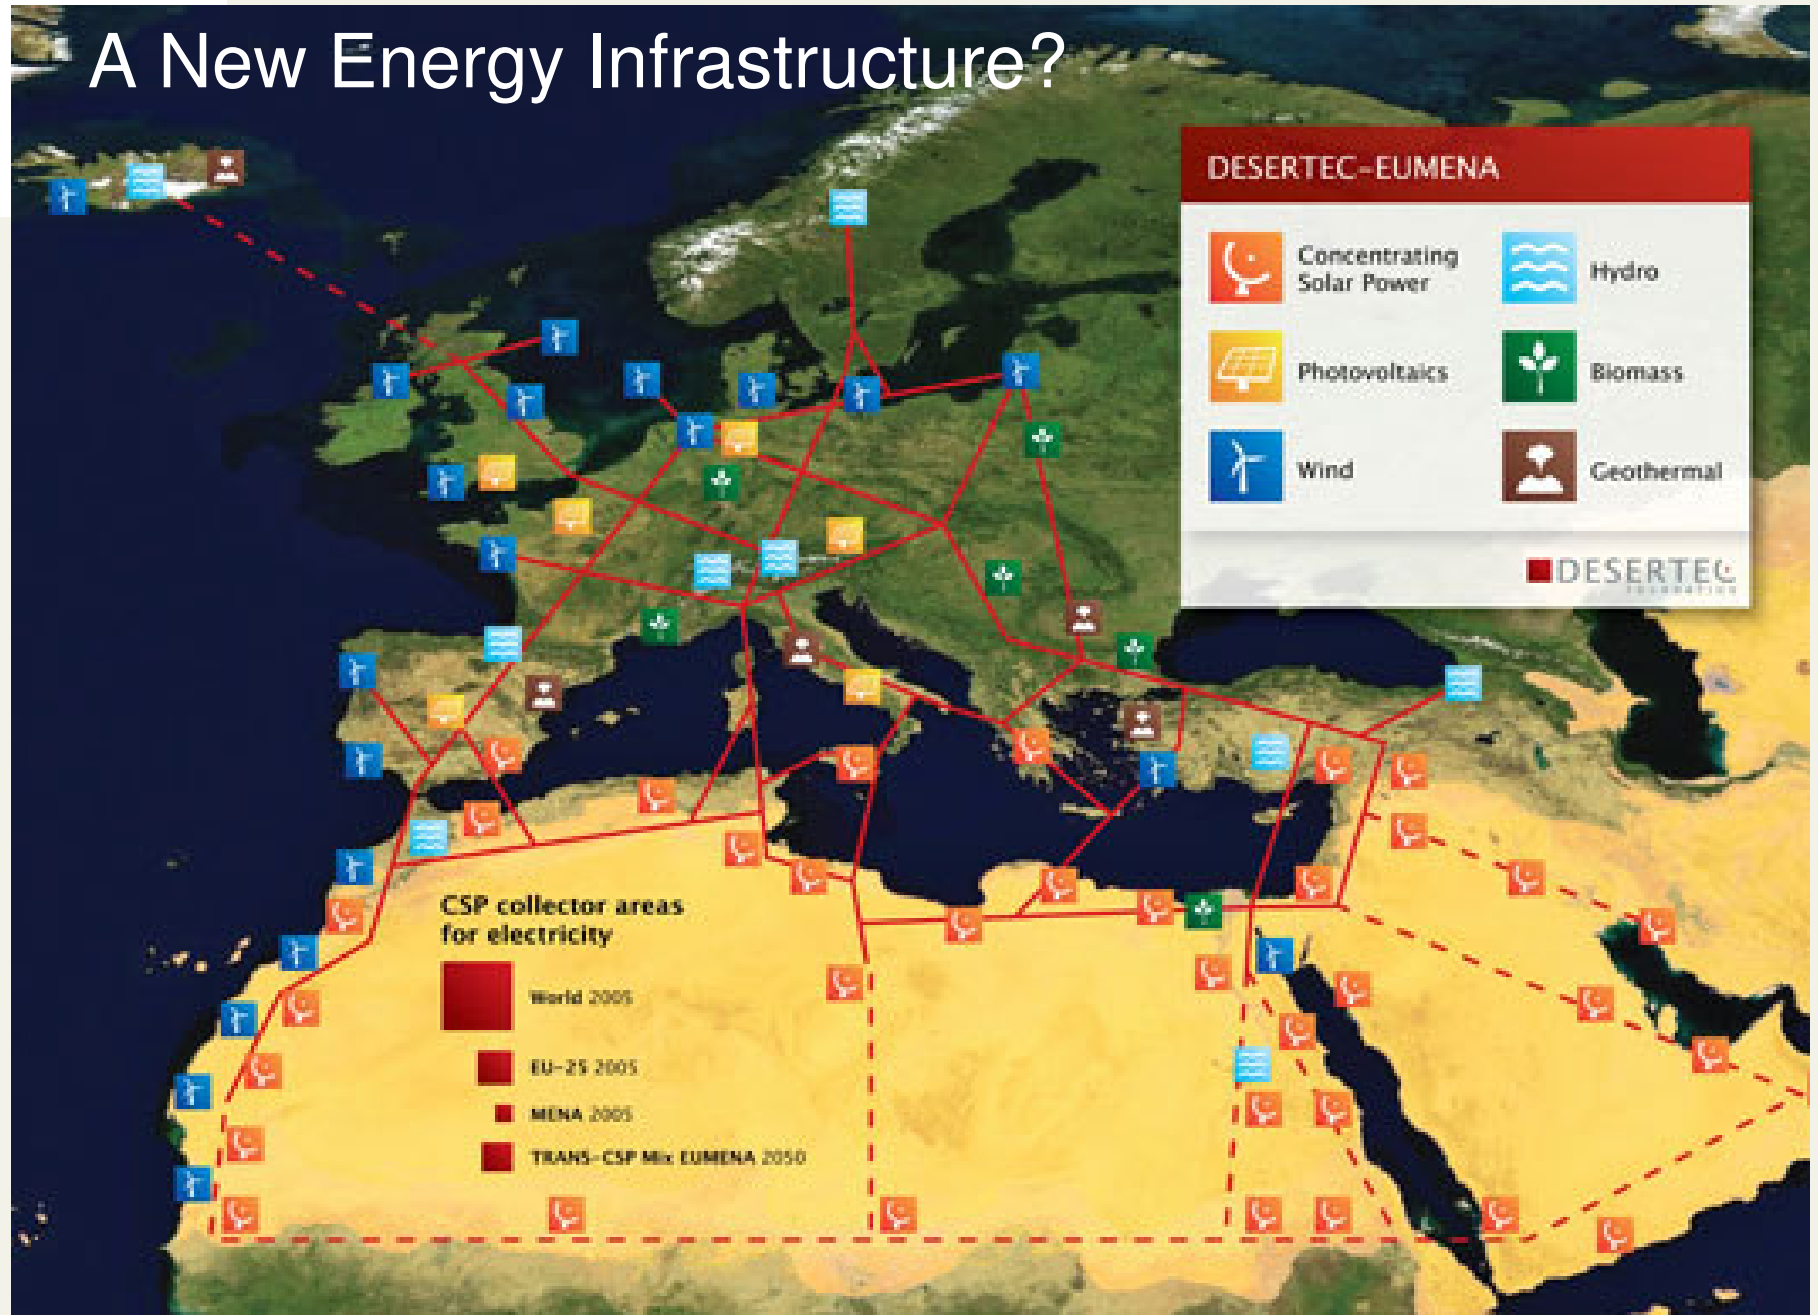 A New Energy Infrastructure?
DESERTEC-EUMENA
Concentrating
Solar Power
Hydro
Photovoltaics
Biomass
Wind
Geothermal
DESERTEC
FOUNDATION
CSP collector areas
for electricity
World 2005
EU-25 2005
MENA 2005
TRANS-CSP Mix EUMENA 2050